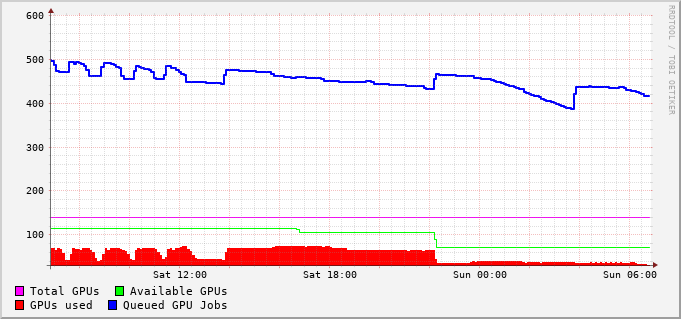 600
500
400
300
200
100
Sat 12:00 Sat 18:00 Sun 00:00 Sun 06:00
Total GPUs Available GPUs
GPUs used Queued GPU Jobs
RRDTOOL / TOBI OETIKER